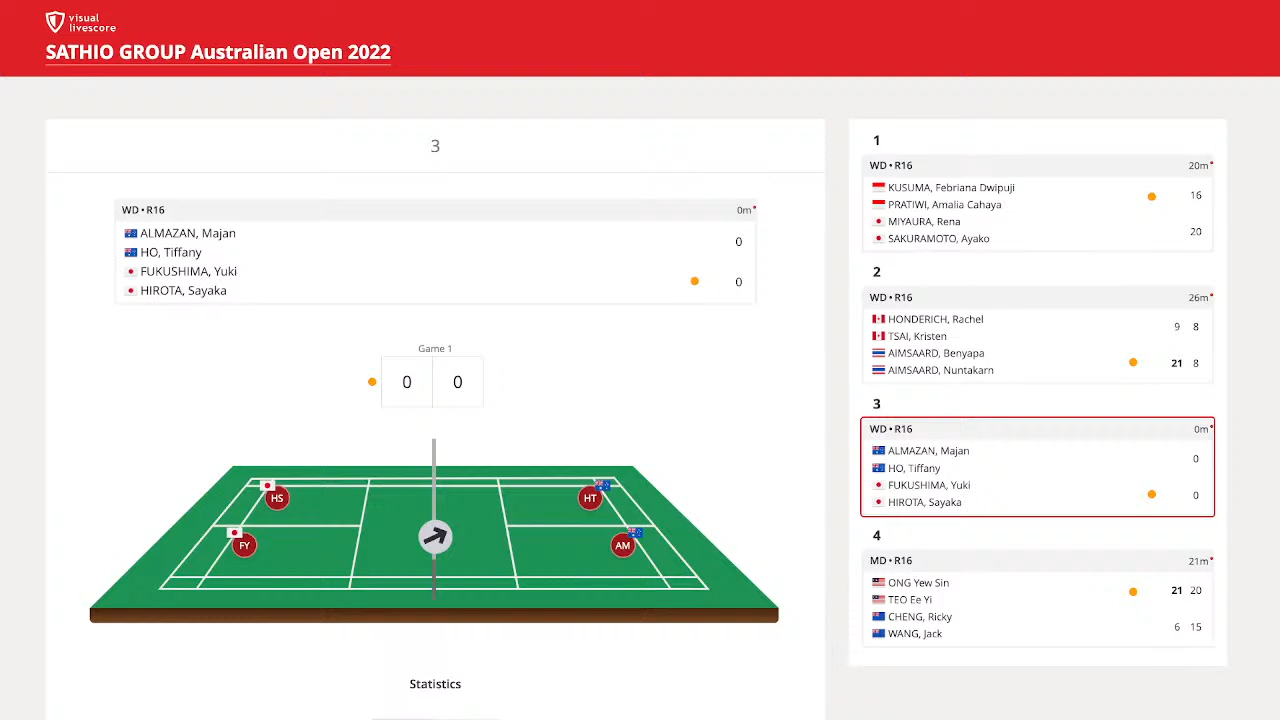 visual
livescore
SATHIO GROUP Australian Open 2022
3
WD • R16 0m
ALMAZAN, Majan
HO, Tiffany
0
FUKUSHIMA, Yuki
HIROTA, Sayaka
0
Game 1
0 0
HS HT
FY AM
Statistics
1
WD • R16 20m
KUSUMA, Febriana Dwipuji
PRATIWI, Amalia Cahaya
16
MIYAURA, Rena
SAKURAMOTO, Ayako
20
2
WD • R16 26m
HONDERICH, Rachel
TSAI, Kristen
9 8
AIMSAARD, Benyapa
AIMSAARD, Nuntakarn
21 8
3
WD • R16 0m
ALMAZAN, Majan
HO, Tiffany
0
FUKUSHIMA, Yuki
HIROTA, Sayaka
0
4
MD • R16 21m
ONG Yew Sin
TEO Ee Yi
21 20
CHENG, Ricky
WANG, Jack
6 15